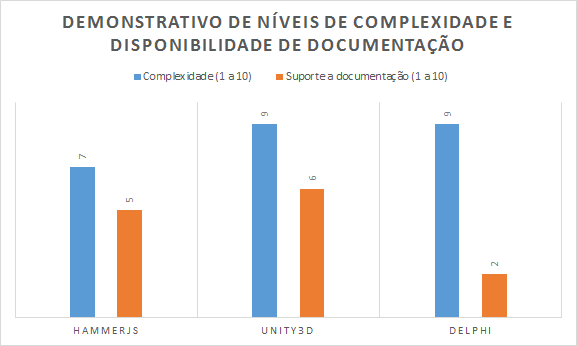 DEMONSTRATIVO DE NÍVEIS DE COMPLEXIDADE E
DISPONIBILIDADE DE DOCUMENTAÇÃO
Complexidade (1 a 10) Suporte a documentação (1 a 10)
7 5 9 6 9 2
HAMMERJS UNITY3D DELPHI